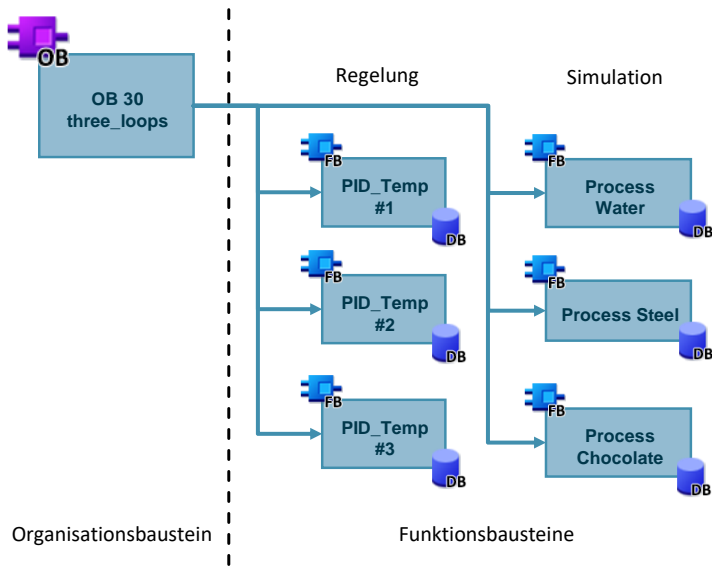 OB
OB 30
three_loops
Regelung
Simulation
FB
PID_Temp
#1
DB
FB
Process
Water
DB
FB
PID_Temp
#2
DB
FB
Process Steel
DB
FB
PID_Temp
#3
DB
FB
Process
Chocolate
DB
Organisationsbaustein
Funktionsbausteine